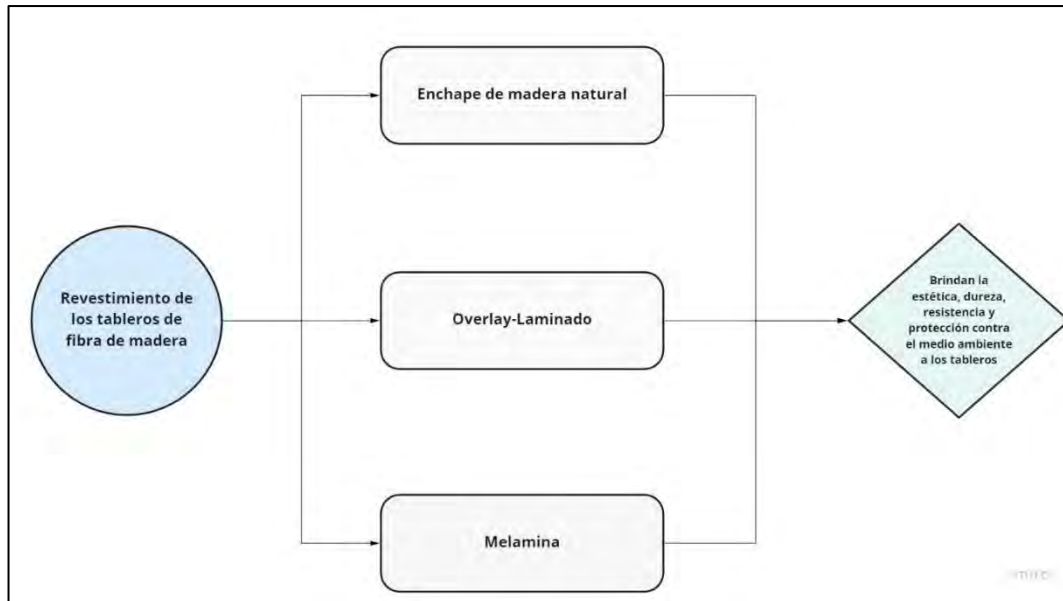 Enchape de madera natural
Revestimiento de
los tableros de
fibra de madera
Overlay-Laminado
Brindan la
estética, dureza,
resistencia y
protección contra
el medio ambiente
a los tableros
Melamina
miro